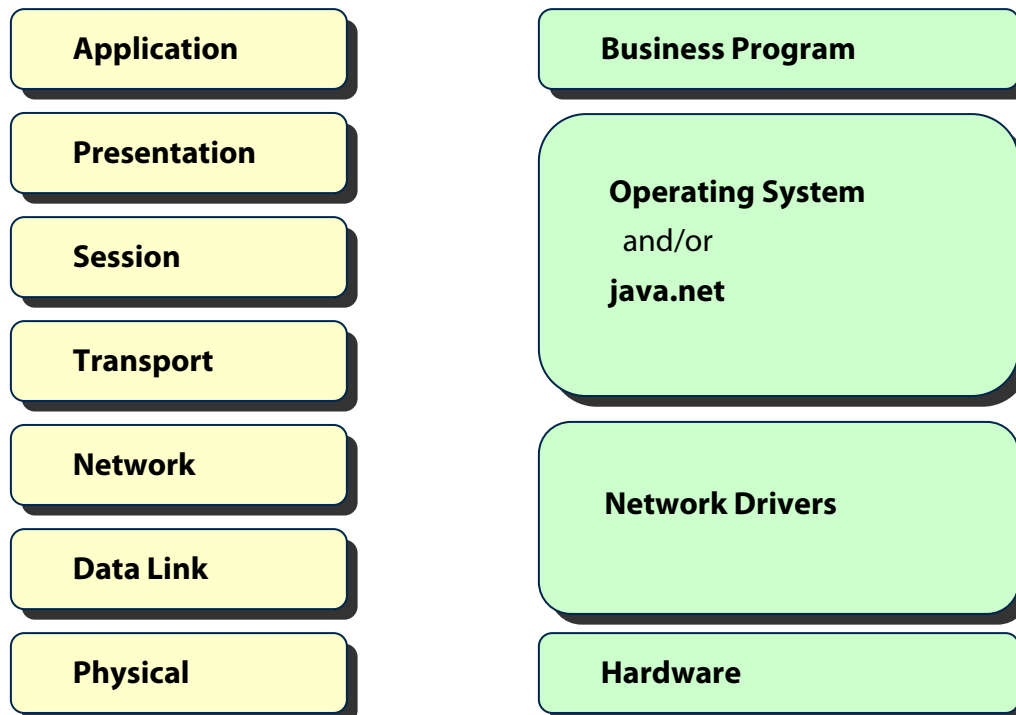 Application
Presentation
Session
Transport
Network
Data Link
Physical
Business Program
Operating System
and/or
java.net
Network Drivers
Hardware